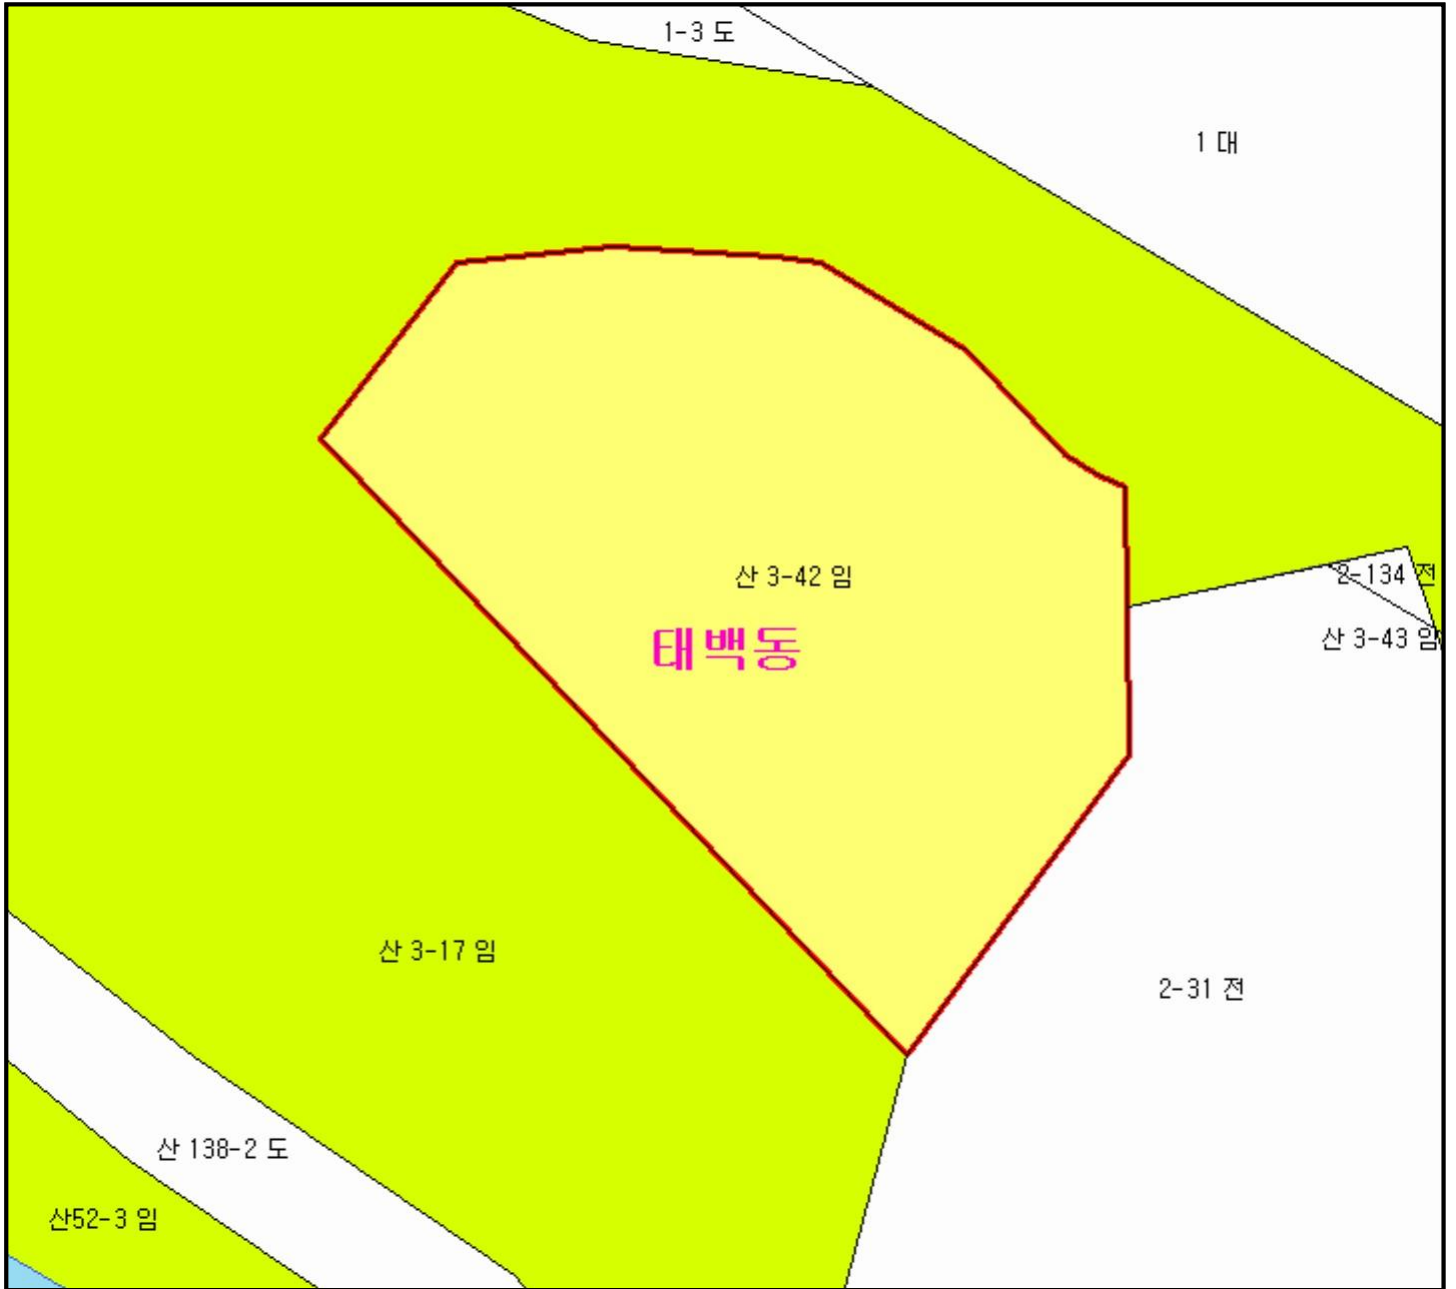 1-3 도
1 대
산 3-42 임
2-134 전
산 3-43 임
태백동
산 3-17 임
2-31 전
산 138-2 도
산52-3 임